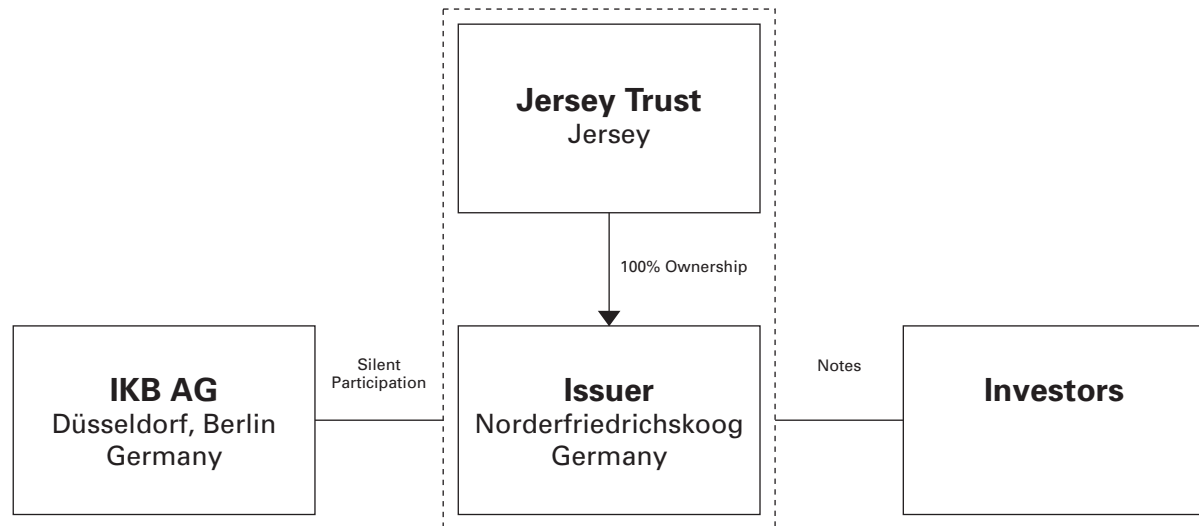 Jersey Trust
Jersey
100% Ownership
IKB AG
Düsseldorf, Berlin
Germany
Silent
Participation
Issuer
Norderfriedrichskoog
Germany
Notes
Investors